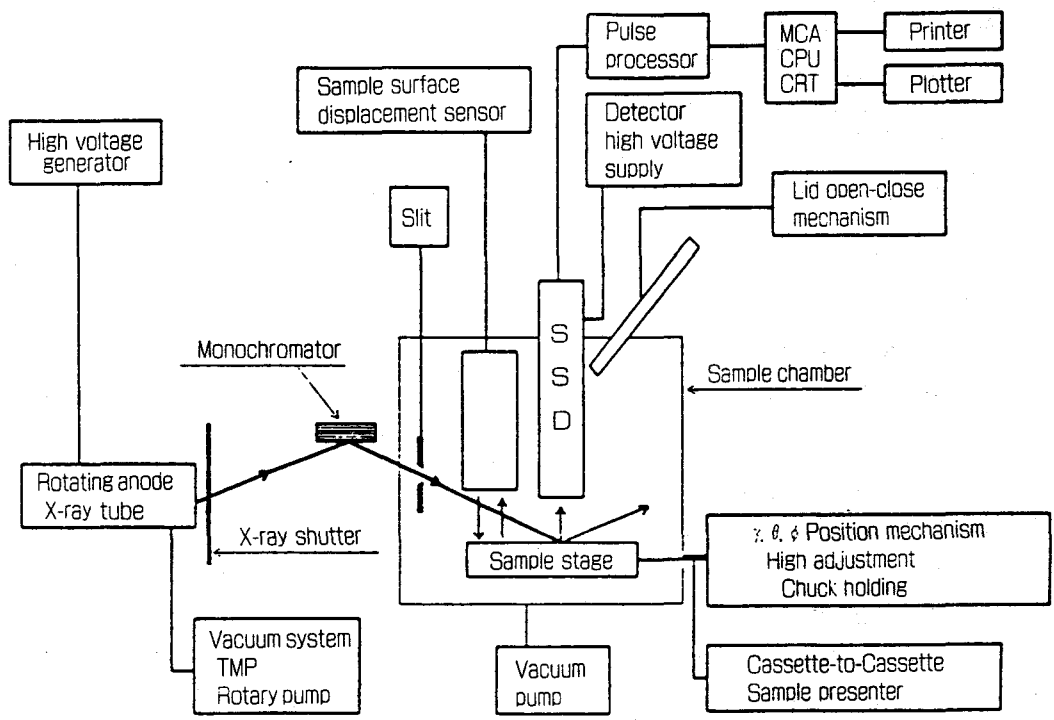 Pulse
processor
MCA
CPU
CRT
Printer
Plotter
Sample surface
displacement sensor
Detector
high voltage
supply
High voltage
generator
Lid open-close
mechanism
Slit
S
S
D
Monochromator
Sample chamber
Rotating anode
X-ray tube
X-ray shutter
Sample stage
θ, φ Position mechanism
High adjustment
Chuck holding
Vacuum system
TMP
Rotary pump
Vacuum
pump
Cassette-to-Cassette
Sample presenter